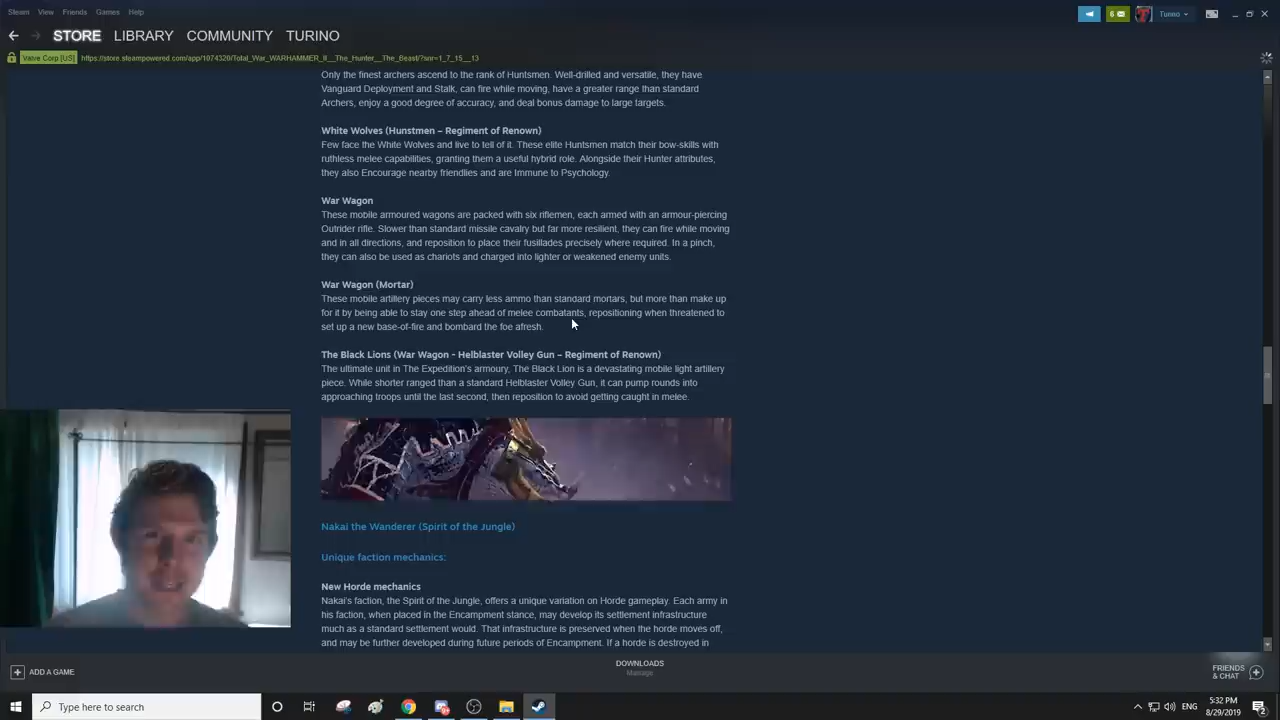 Steam View Friends Games Help
6 Turino
STORE LIBRARY COMMUNITY TURINO
Valve Corp [US] https://store.steampowered.com/app/1074320/Total_War_WARHAMMER_II__The_Hunter__The_Beast/?snr=1_7_15__13
Only the finest archers ascend to the rank of Huntsmen. Well-drilled and versatile, they have
Vanguard Deployment and Stalk, can fire while moving, have a greater range than standard
Archers, enjoy a good degree of accuracy, and deal bonus damage to large targets.
White Wolves (Hunstmen – Regiment of Renown)
Few face the White Wolves and live to tell of it. These elite Huntsmen match their bow-skills with
ruthless melee capabilities, granting them a useful hybrid role. Alongside their Hunter attributes,
they also Encourage nearby friendlies and are Immune to Psychology.
War Wagon
These mobile armoured wagons are packed with six riflemen, each armed with an armour-piercing
Outrider rifle. Slower than standard missile cavalry but far more resilient, they can fire while moving
and in all directions, and reposition to place their fusillades precisely where required. In a pinch,
they can also be used as chariots and charged into lighter or weakened enemy units.
War Wagon (Mortar)
These mobile artillery pieces may carry less ammo than standard mortars, but more than make up
for it by being able to stay one step ahead of melee combatants, repositioning when threatened to
set up a new base-of-fire and bombard the foe afresh.
The Black Lions (War Wagon - Helblaster Volley Gun – Regiment of Renown)
The ultimate unit in The Expedition's armoury, The Black Lion is a devastating mobile light artillery
piece. While shorter ranged than a standard Helblaster Volley Gun, it can pump rounds into
approaching troops until the last second, then reposition to avoid getting caught in melee.
Nakai the Wanderer (Spirit of the Jungle)
Unique faction mechanics:
New Horde mechanics
Nakai's faction, the Spirit of the Jungle, offers a unique variation on Horde gameplay. Each army in
his faction, when placed in the Encampment stance, may develop its settlement infrastructure
much as a standard settlement would. That infrastructure is preserved when the horde moves off,
and may be further developed during future periods of Encampment. If a horde is destroyed in
ADD A GAME
DOWNLOADS
Manage
FRIENDS
& CHAT
Type here to search
ENG
5:32 PM
8/29/2019